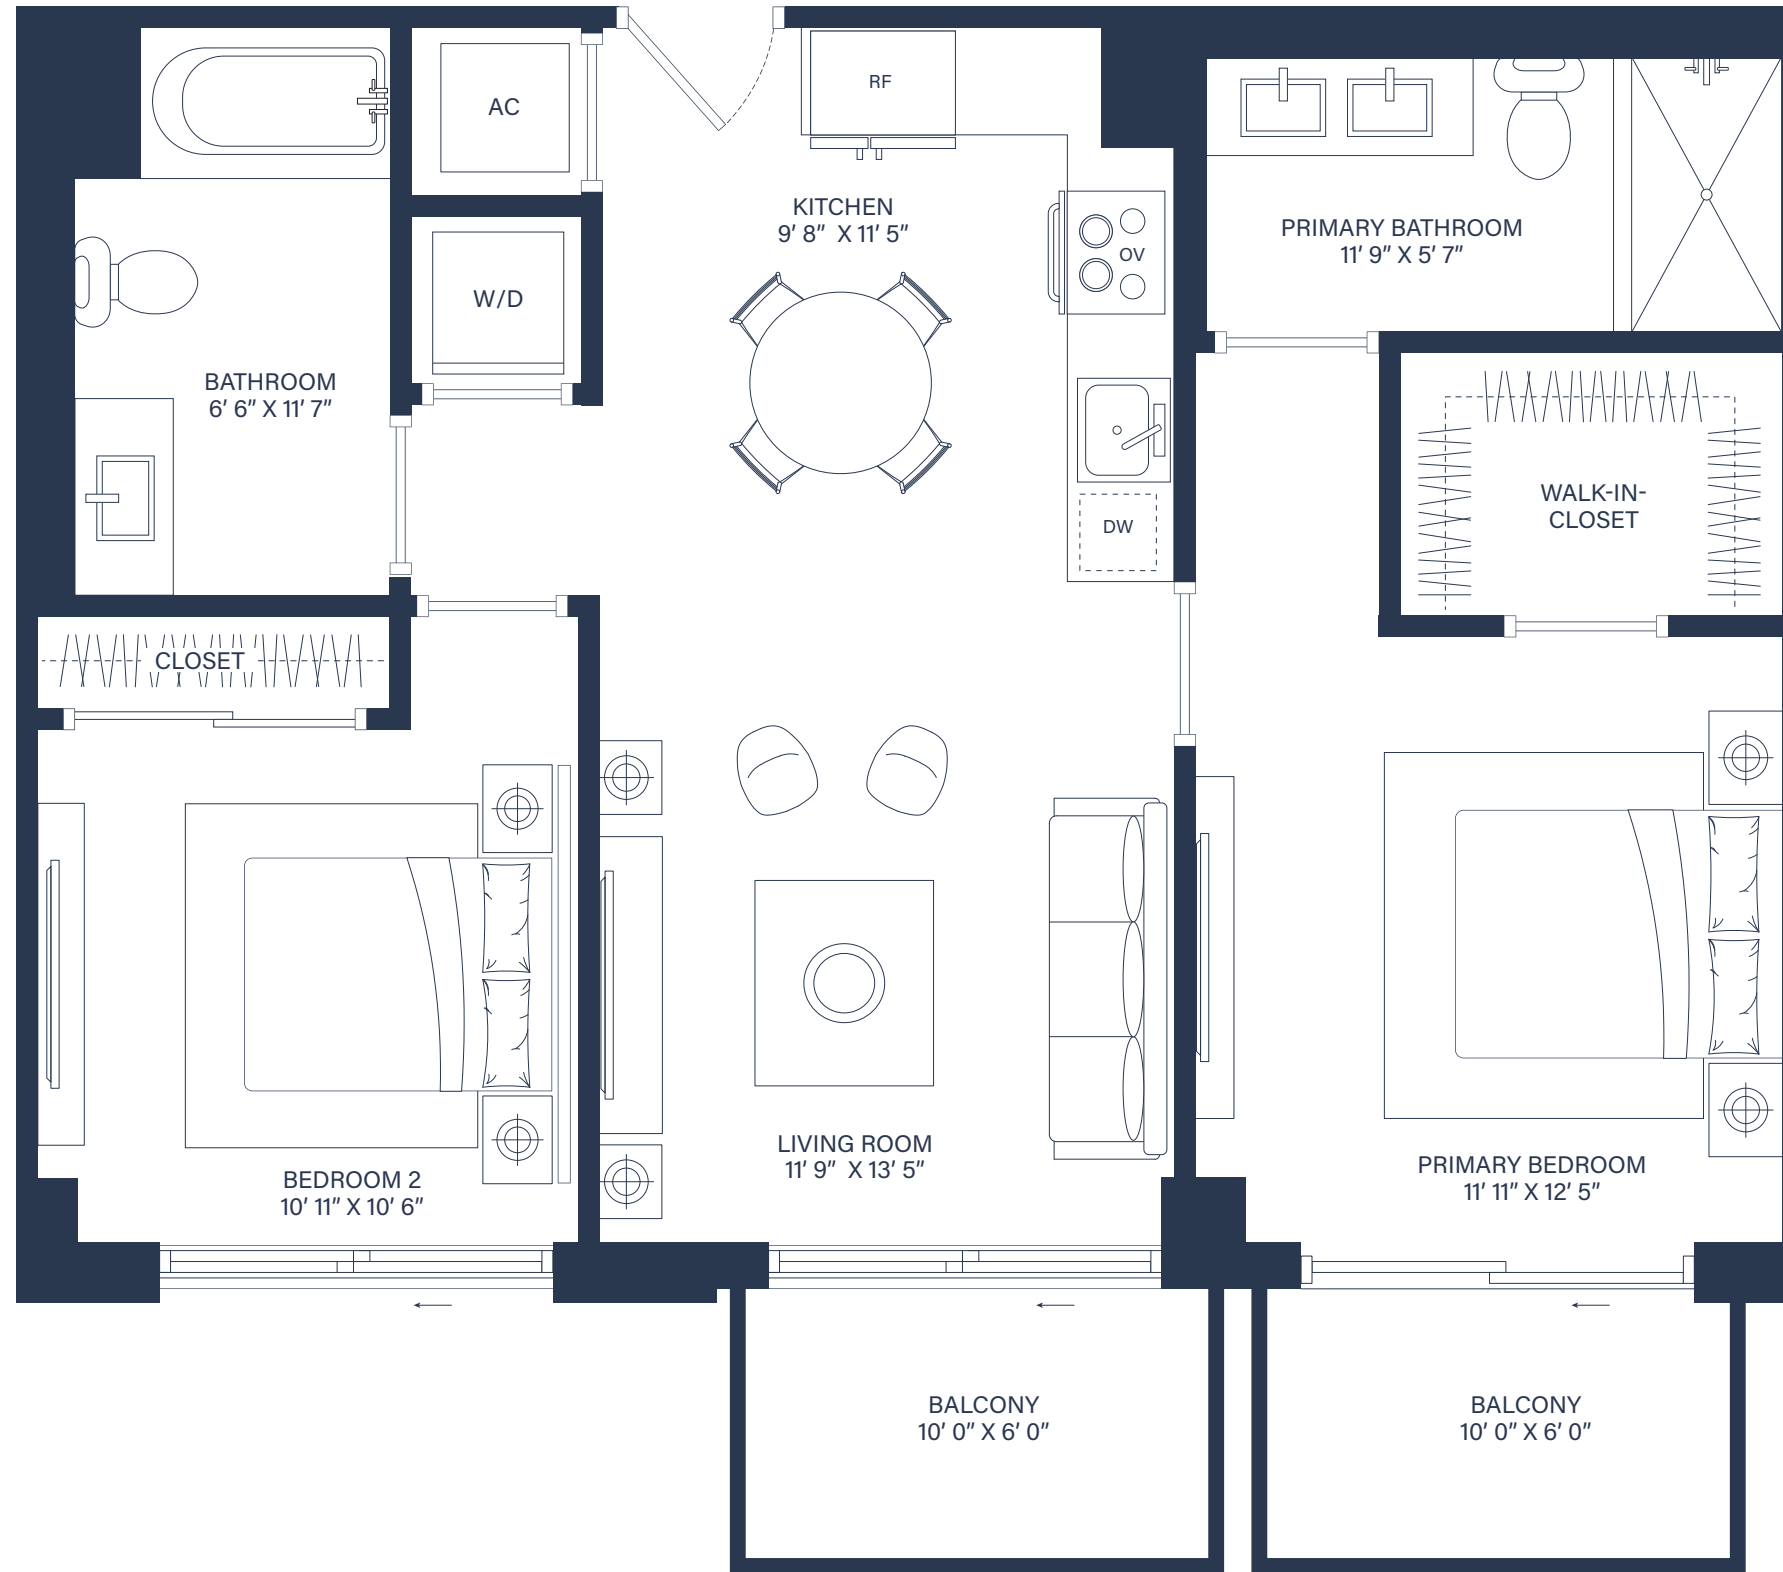 AC
RF
KITCHEN
9′ 8″ X 11′ 5″
PRIMARY BATHROOM
11′ 9″ X 5′ 7″
OV
W/D
BATHROOM
6′ 6″ X 11′ 7″
WALK-IN-
CLOSET
DW
CLOSET
LIVING ROOM
11′ 9″ X 13′ 5″
PRIMARY BEDROOM
11′ 11″ X 12′ 5″
BEDROOM 2
10′ 11″ X 10′ 6″
BALCONY
10′ 0″ X 6′ 0″
BALCONY
10′ 0″ X 6′ 0″